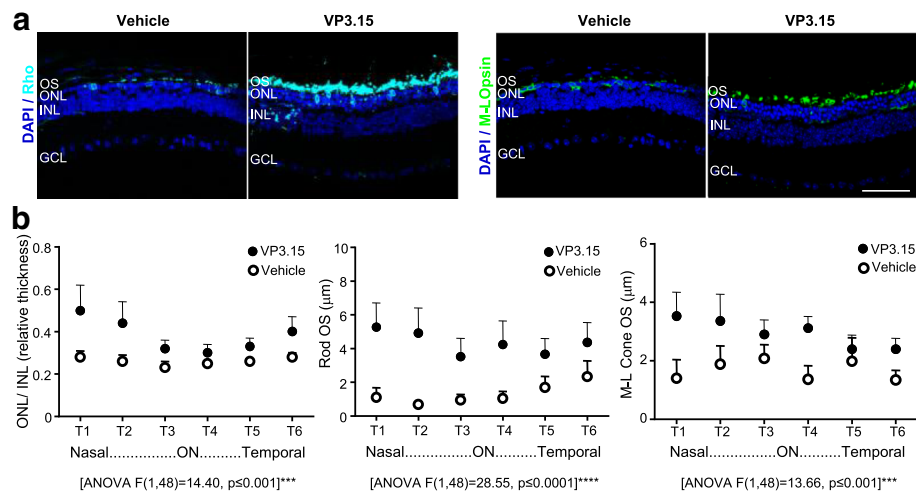 a
Vehicle
VP3.15
Vehicle
VP3.15
DAPI / Rho
OS
ONL
INL
GCL
OS
ONL
INL
DAPI / M-LOpsin
OS
ONL
INL
GCL
OS
ONL
INL
b
ONL/ INL (relative thickness)
0.8
0.6
0.4
0.2
0
VP3.15
Vehicle
T1 T2 T3 T4 T5 T6
Nasal................ON..........Temporal
[ANOVA F(1,48)=14.40, p≤0.001]***
Rod OS (μm)
10
8
6
4
2
0
VP3.15
Vehicle
T1 T2 T3 T4 T5 T6
Nasal................ON..........Temporal
[ANOVA F(1,48)=28.55, p≤0.0001]****
M-L Cone OS (μm)
6
4
2
0
VP3.15
Vehicle
T1 T2 T3 T4 T5 T6
Nasal................ON..........Temporal
[ANOVA F(1,48)=13.66, p≤0.001]***